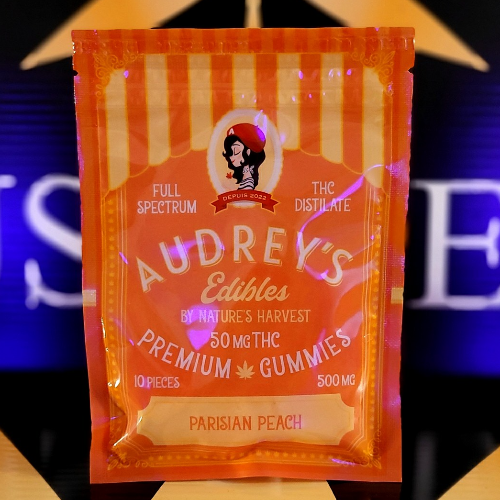 DEPUIS 2022
FULL
SPECTRUM
THC
DISTILATE
AUDREY'S
Edibles
BY NATURE'S HARVEST
50 MG THC
PREMIUM GUMMIES
10 PIECES
500 MG
PARISIAN PEACH